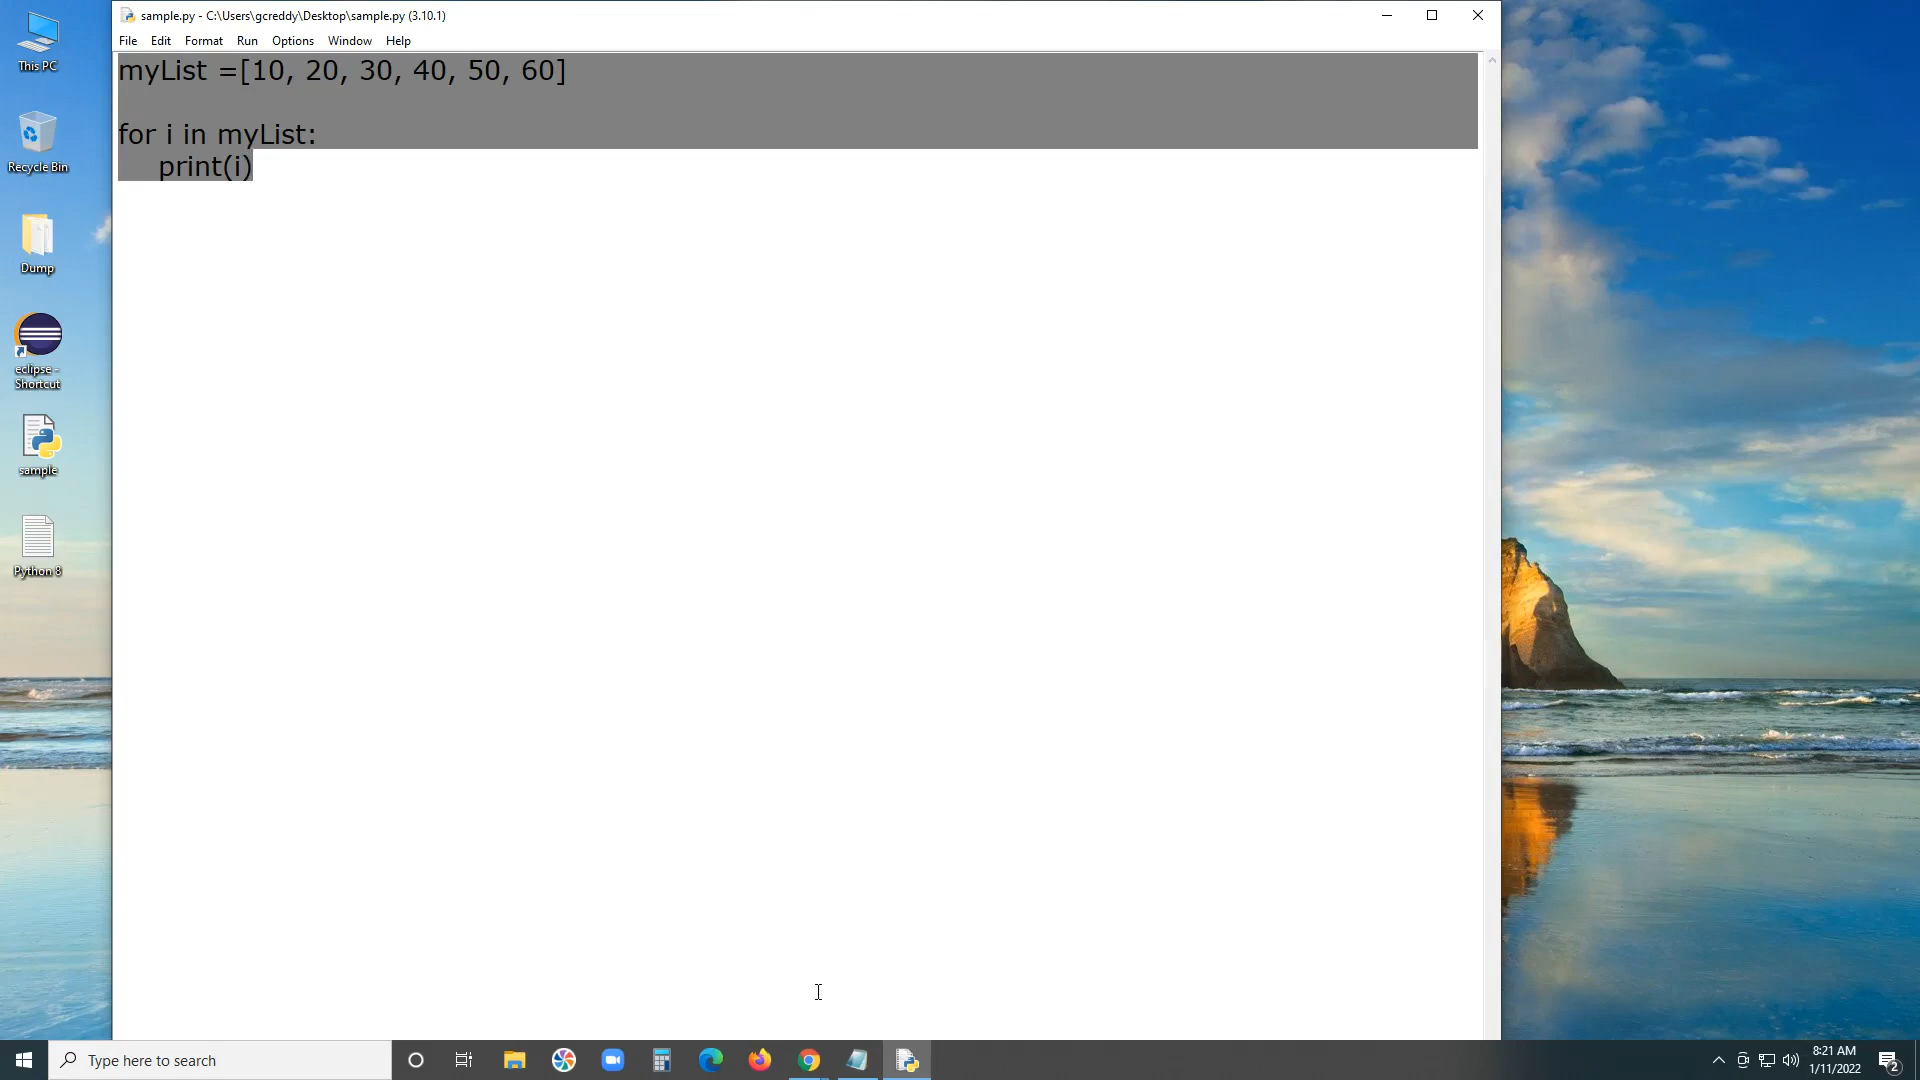 sample.py - C:\Users\gcreddy\Desktop\sample.py (3.10.1)
File Edit Format Run Options Window Help
myList =[10, 20, 30, 40, 50, 60]
for i in myList:
print(i)
This PC
Recycle Bin
Dump
eclipse -
Shortcut
sample
Python 8
Type here to search
8:21 AM
1/11/2022
2